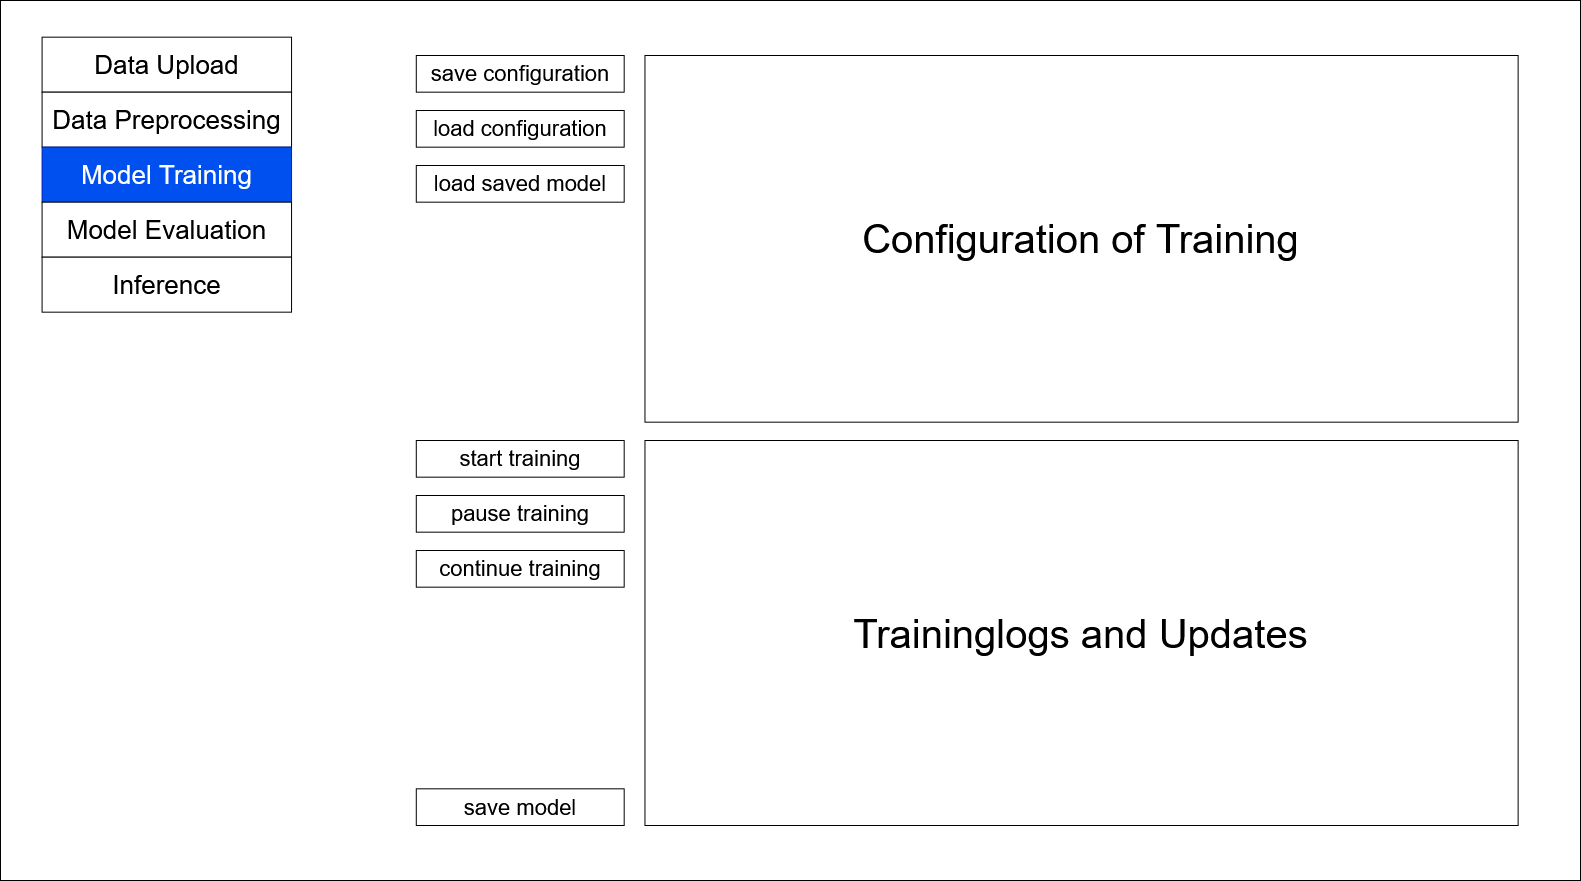 Data Upload
Data Preprocessing
Model Training
Model Evaluation
Inference
save configuration
load configuration
load saved model
Configuration of Training
start training
pause training
continue training
save model
Traininglogs and Updates